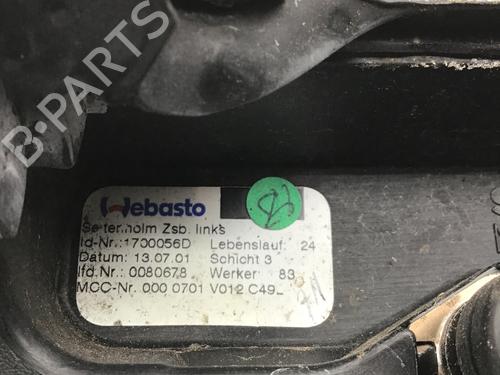 B-PARTS
Webasto
Seitenholm Zsb. links
Id-Nr.:1700056D Lebenslauf: 24
Datum: 13.07.01 Schicht 3
lfd.Nr.: 0080678 Werker 83
MCC-Nr. 000 0701 V012 C49L